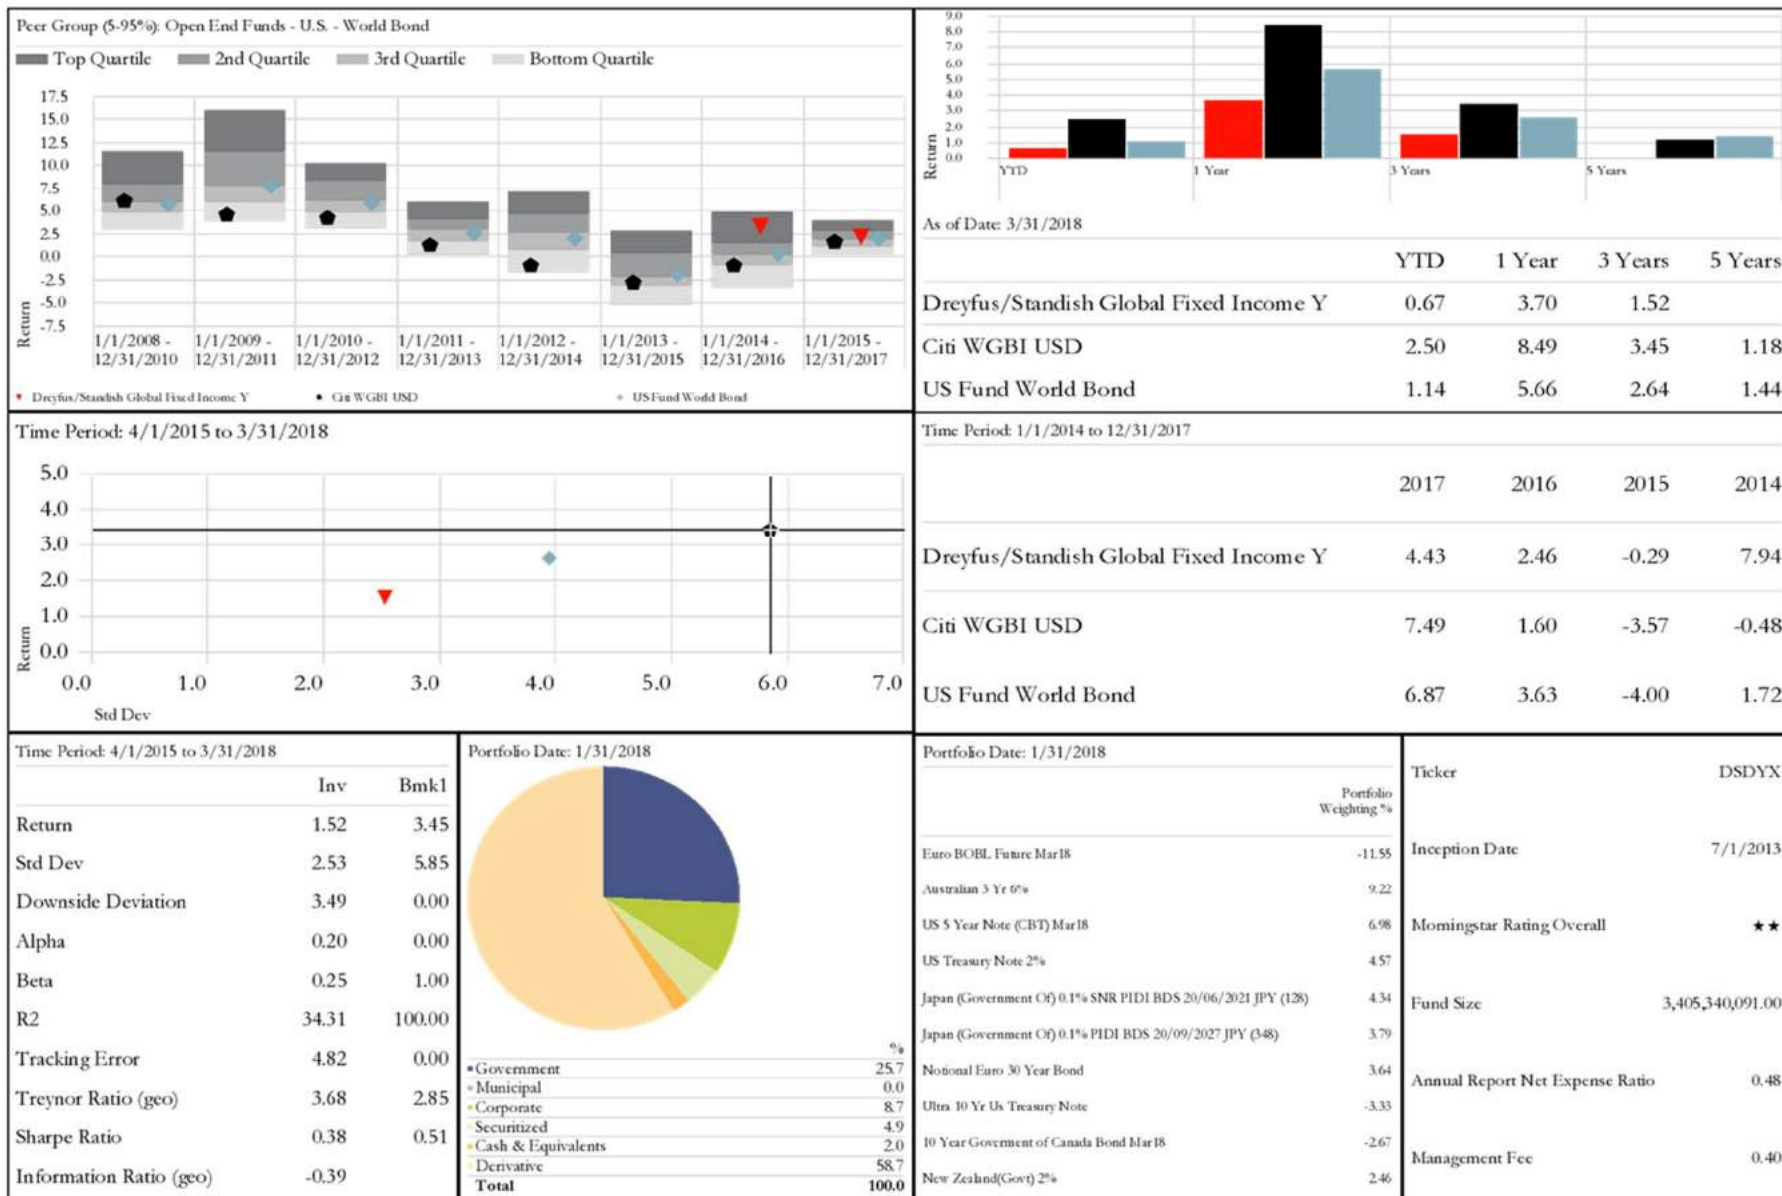 Peer Group (5-95%): Open End Funds - U.S. - World Bond
Top Quartile 2nd Quartile 3rd Quartile Bottom Quartile
17.5
15.0
12.5
10.0
7.5
5.0
2.5
0.0
-2.5
-5.0
-7.5
Return
1/1/2008 - 1/1/2009 - 1/1/2010 - 1/1/2011 - 1/1/2012 - 1/1/2013 - 1/1/2014 - 1/1/2015 -
12/31/2010 12/31/2011 12/31/2012 12/31/2013 12/31/2014 12/31/2015 12/31/2016 12/31/2017
Dreyfus/Standish Global Fixed Income Y Citi WGBI USD US Fund World Bond
9.0
8.0
7.0
6.0
5.0
4.0
3.0
2.0
1.0
0.0
Return
YTD 1 Year 3 Years 5 Years
As of Date: 3/31/2018
YTD 1 Year 3 Years 5 Years
Dreyfus/Standish Global Fixed Income Y 0.67 3.70 1.52
Citi WGBI USD 2.50 8.49 3.45 1.18
US Fund World Bond 1.14 5.66 2.64 1.44
Time Period: 4/1/2015 to 3/31/2018
5.0
4.0
3.0
2.0
1.0
0.0
Return
0.0 1.0 2.0 3.0 4.0 5.0 6.0 7.0
Std Dev
Time Period: 1/1/2014 to 12/31/2017
2017 2016 2015 2014
Dreyfus/Standish Global Fixed Income Y 4.43 2.46 -0.29 7.94
Citi WGBI USD 7.49 1.60 -3.57 -0.48
US Fund World Bond 6.87 3.63 -4.00 1.72
Time Period: 4/1/2015 to 3/31/2018
Inv Bmk1
Return 1.52 3.45
Std Dev 2.53 5.85
Downside Deviation 3.49 0.00
Alpha 0.20 0.00
Beta 0.25 1.00
R2 34.31 100.00
Tracking Error 4.82 0.00
Treynor Ratio (geo) 3.68 2.85
Sharpe Ratio 0.38 0.51
Information Ratio (geo) -0.39
Portfolio Date: 1/31/2018
%
Government 25.7
Municipal 0.0
Corporate 8.7
Securitized 4.9
Cash & Equivalents 2.0
Derivative 58.7
Total 100.0
Portfolio Date: 1/31/2018
Portfolio
Weighting %
Euro BOBL Future Mar18 -11.55
Australian 3 Yr 6% 9.22
US 5 Year Note (CBT) Mar18 6.98
US Treasury Note 2% 4.57
Japan (Government Of) 0.1% SNR PIDI BDS 20/06/2021 JPY (128) 4.34
Japan (Government Of) 0.1% PIDI BDS 20/09/2027 JPY (348) 3.79
Notional Euro 30 Year Bond 3.64
Ultra 10 Yr Us Treasury Note -3.33
10 Year Goverment of Canada Bond Mar18 -2.67
New Zealand(Govt) 2% 2.46
Ticker DSDYX
Inception Date 7/1/2013
Morningstar Rating Overall ★★
Fund Size 3,405,340,091.00
Annual Report Net Expense Ratio 0.48
Management Fee 0.40